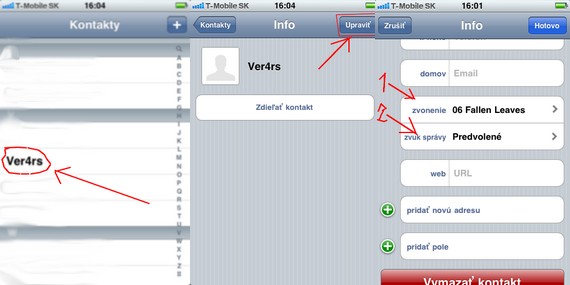 T-Mobile SK 16:04
Kontakty
+
A
B
C
D
E
F
G
H
I
J
K
L
M
N
O
P
Q
R
S
T
U
V
W
X
Y
Z
Ver4rs
T-Mobile SK 16:04
Kontakty Info Upraviť
Ver4rs
Zdieľať kontakt
T-Mobile SK 16:01
Zrušiť Info Hotovo
domov Email
1
zvonenie 06 Fallen Leaves
2
zvuk správy Predvolené
web URL
pridať novú adresu
pridať pole
Vymazať kontakt